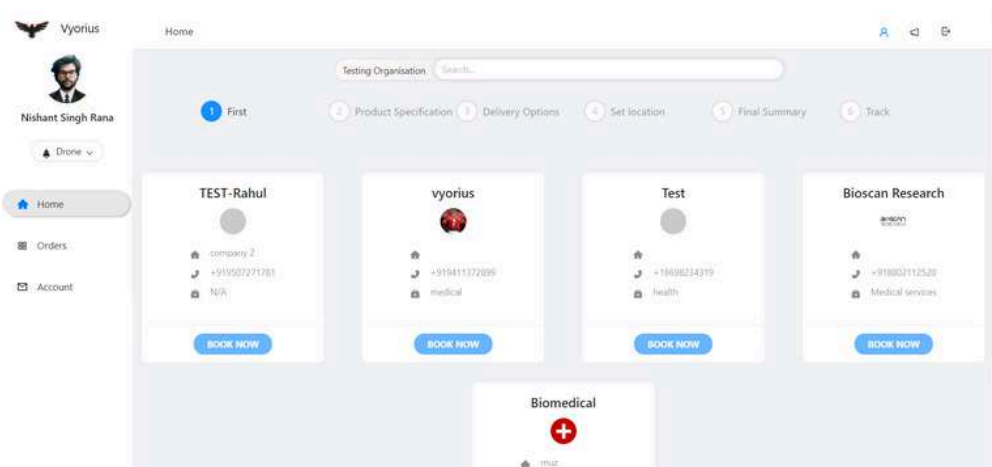 Vyorius
Home
Nishant Singh Rana
Drone
Home
Orders
Account
Testing Organisation Search...
1 First
2 Product Specification
3 Delivery Options
4 Set location
5 Final Summary
6 Track
TEST-Rahul
company 2
+919507271781
N/A
BOOK NOW
vyorius
+919411372899
medical
BOOK NOW
Test
+19698234319
health
BOOK NOW
Bioscan Research
BIOSCAN
RESEARCH
+918802112520
Medical services
BOOK NOW
Biomedical
muz